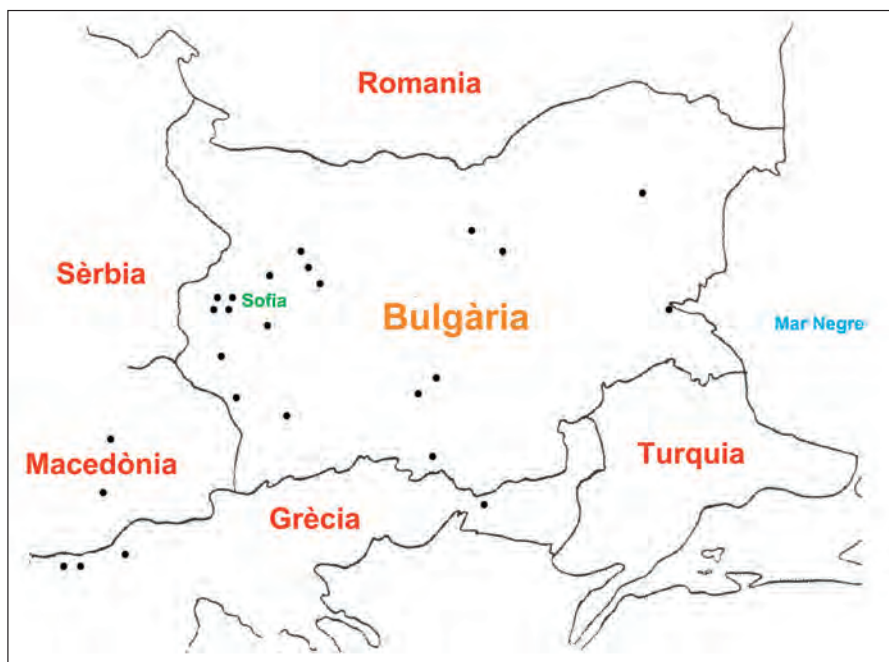 Romania
Sèrbia
Sofia
Bulgària
Mar Negre
Macedònia
Turquia
Grècia